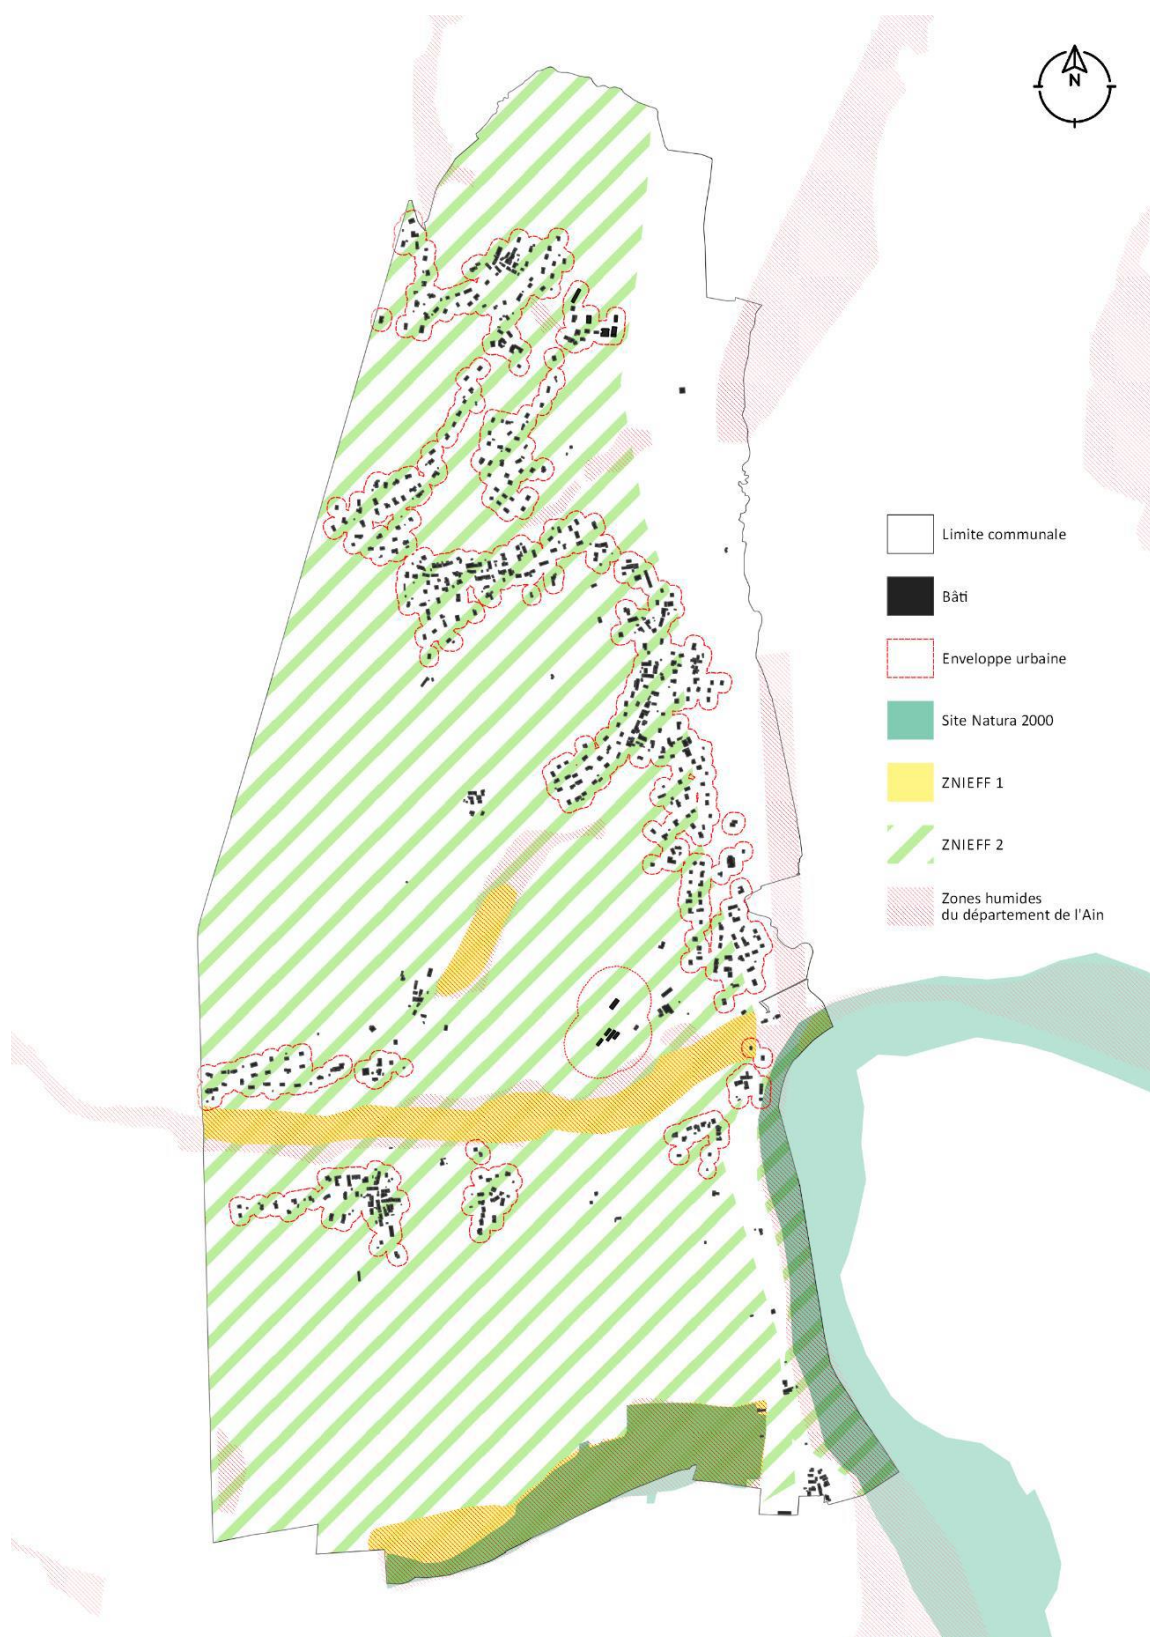 N
Limite communale
Bâti
Enveloppe urbaine
Site Natura 2000
ZNIEFF 1
ZNIEFF 2
Zones humides
du département de l'Ain